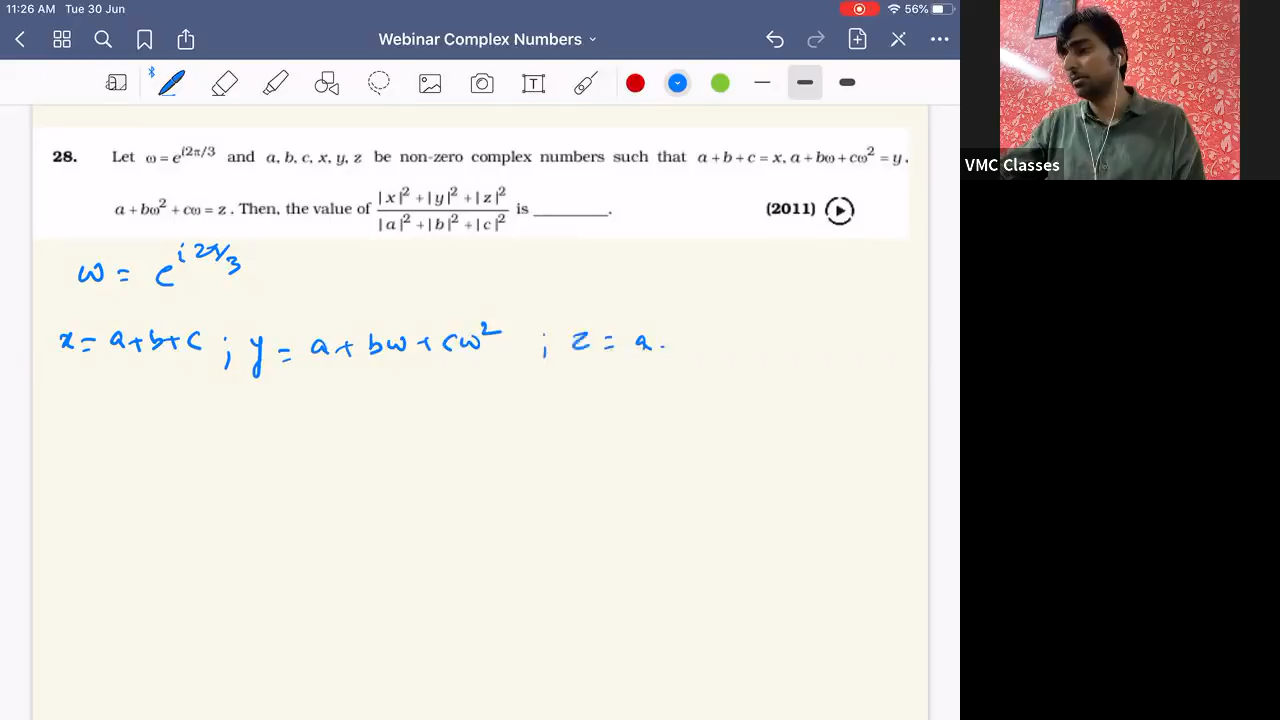 11:26 AM Tue 30 Jun
56%
Webinar Complex Numbers
28. Let ω = e^{i2π/3} and a, b, c, x, y, z be non-zero complex numbers such that a + b + c = x, a + bω + cω² = y,
a + bω² + cω = z. Then, the value of (|x|² + |y|² + |z|²)/(|a|² + |b|² + |c|²) is ________. (2011)
ω = e^{i 2π/3}
x = a+b+c ; y = a + bω + cω² ; z = a
VMC Classes